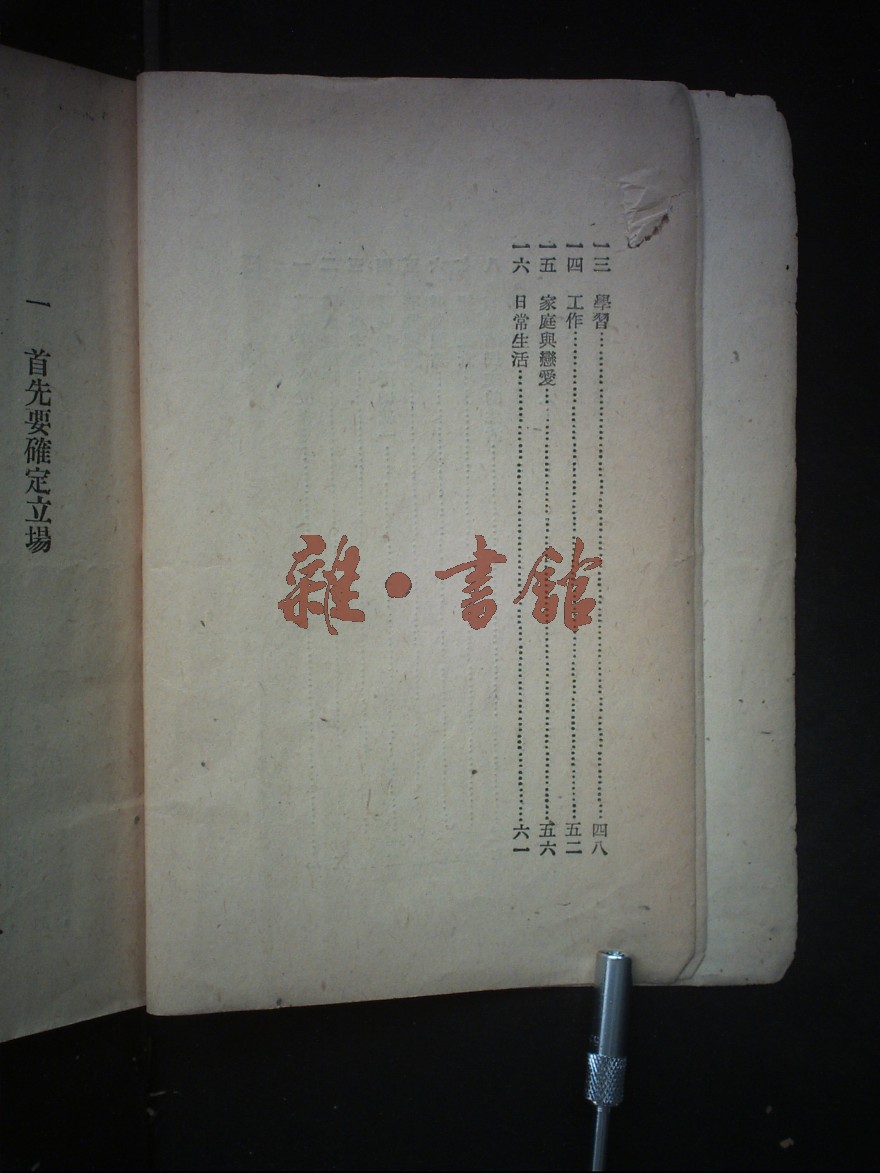 一三　學習……四八
一四　工作……五二
一五　家庭與戀愛……五六
一六　日常生活……六一
一　首先要確定立場
雜·書館